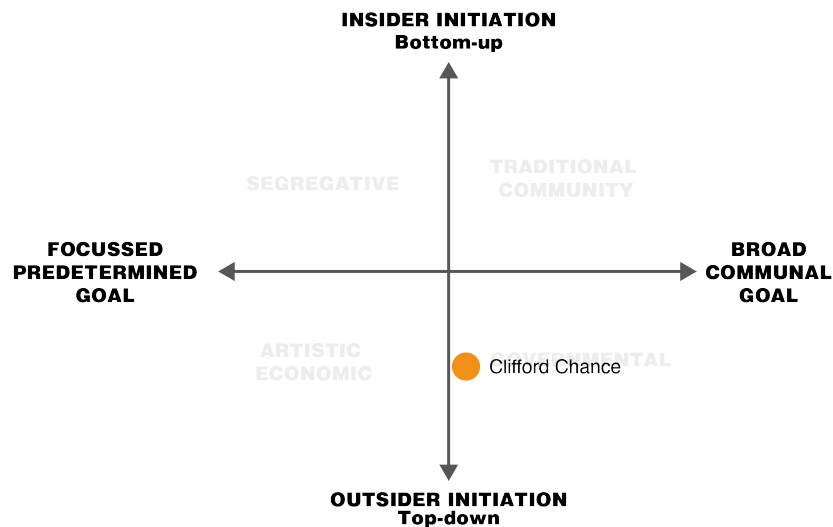 INSIDER INITIATION
Bottom-up
SEGREGATIVE
TRADITIONAL
COMMUNITY
FOCUSSED
PREDETERMINED
GOAL
BROAD
COMMUNAL
GOAL
ARTISTIC
ECONOMIC
GOVERNMENTAL
Clifford Chance
OUTSIDER INITIATION
Top-down